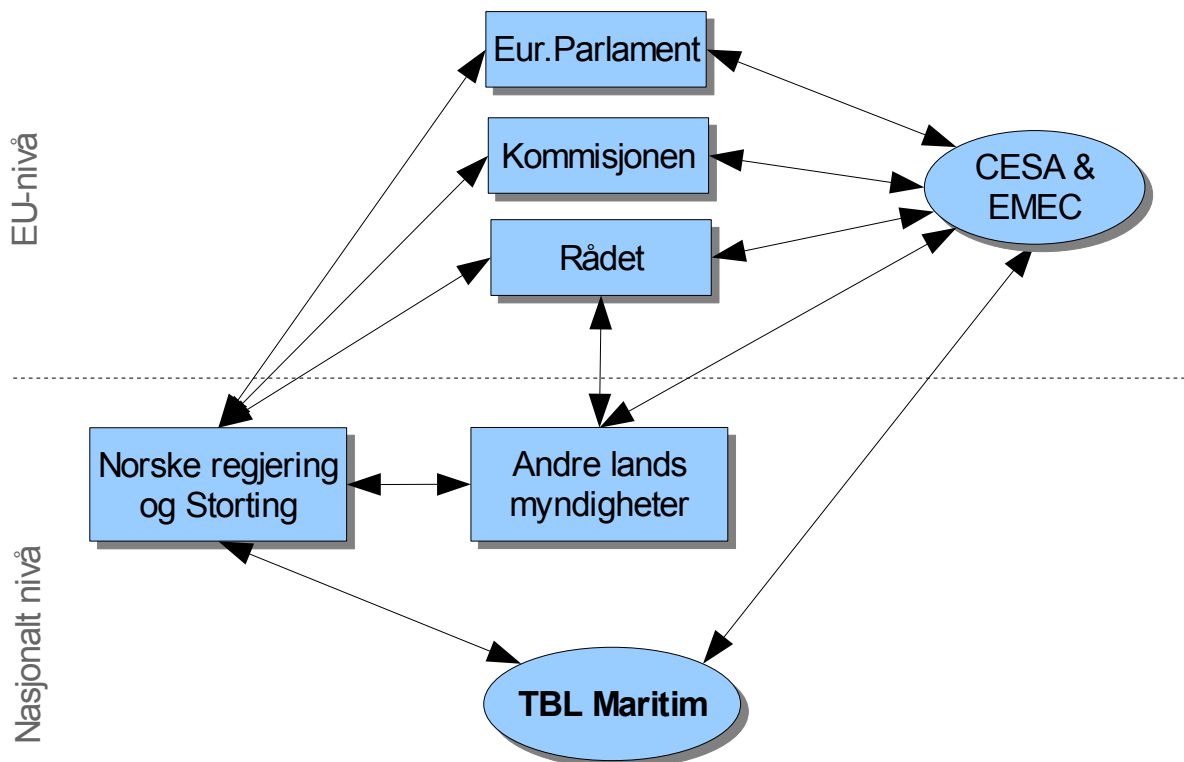 EU-nivå
Eur.Parlament
Kommisjonen
Rådet
CESA &
EMEC
Nasjonalt nivå
Norske regjering
og Storting
Andre lands
myndigheter
TBL Maritim